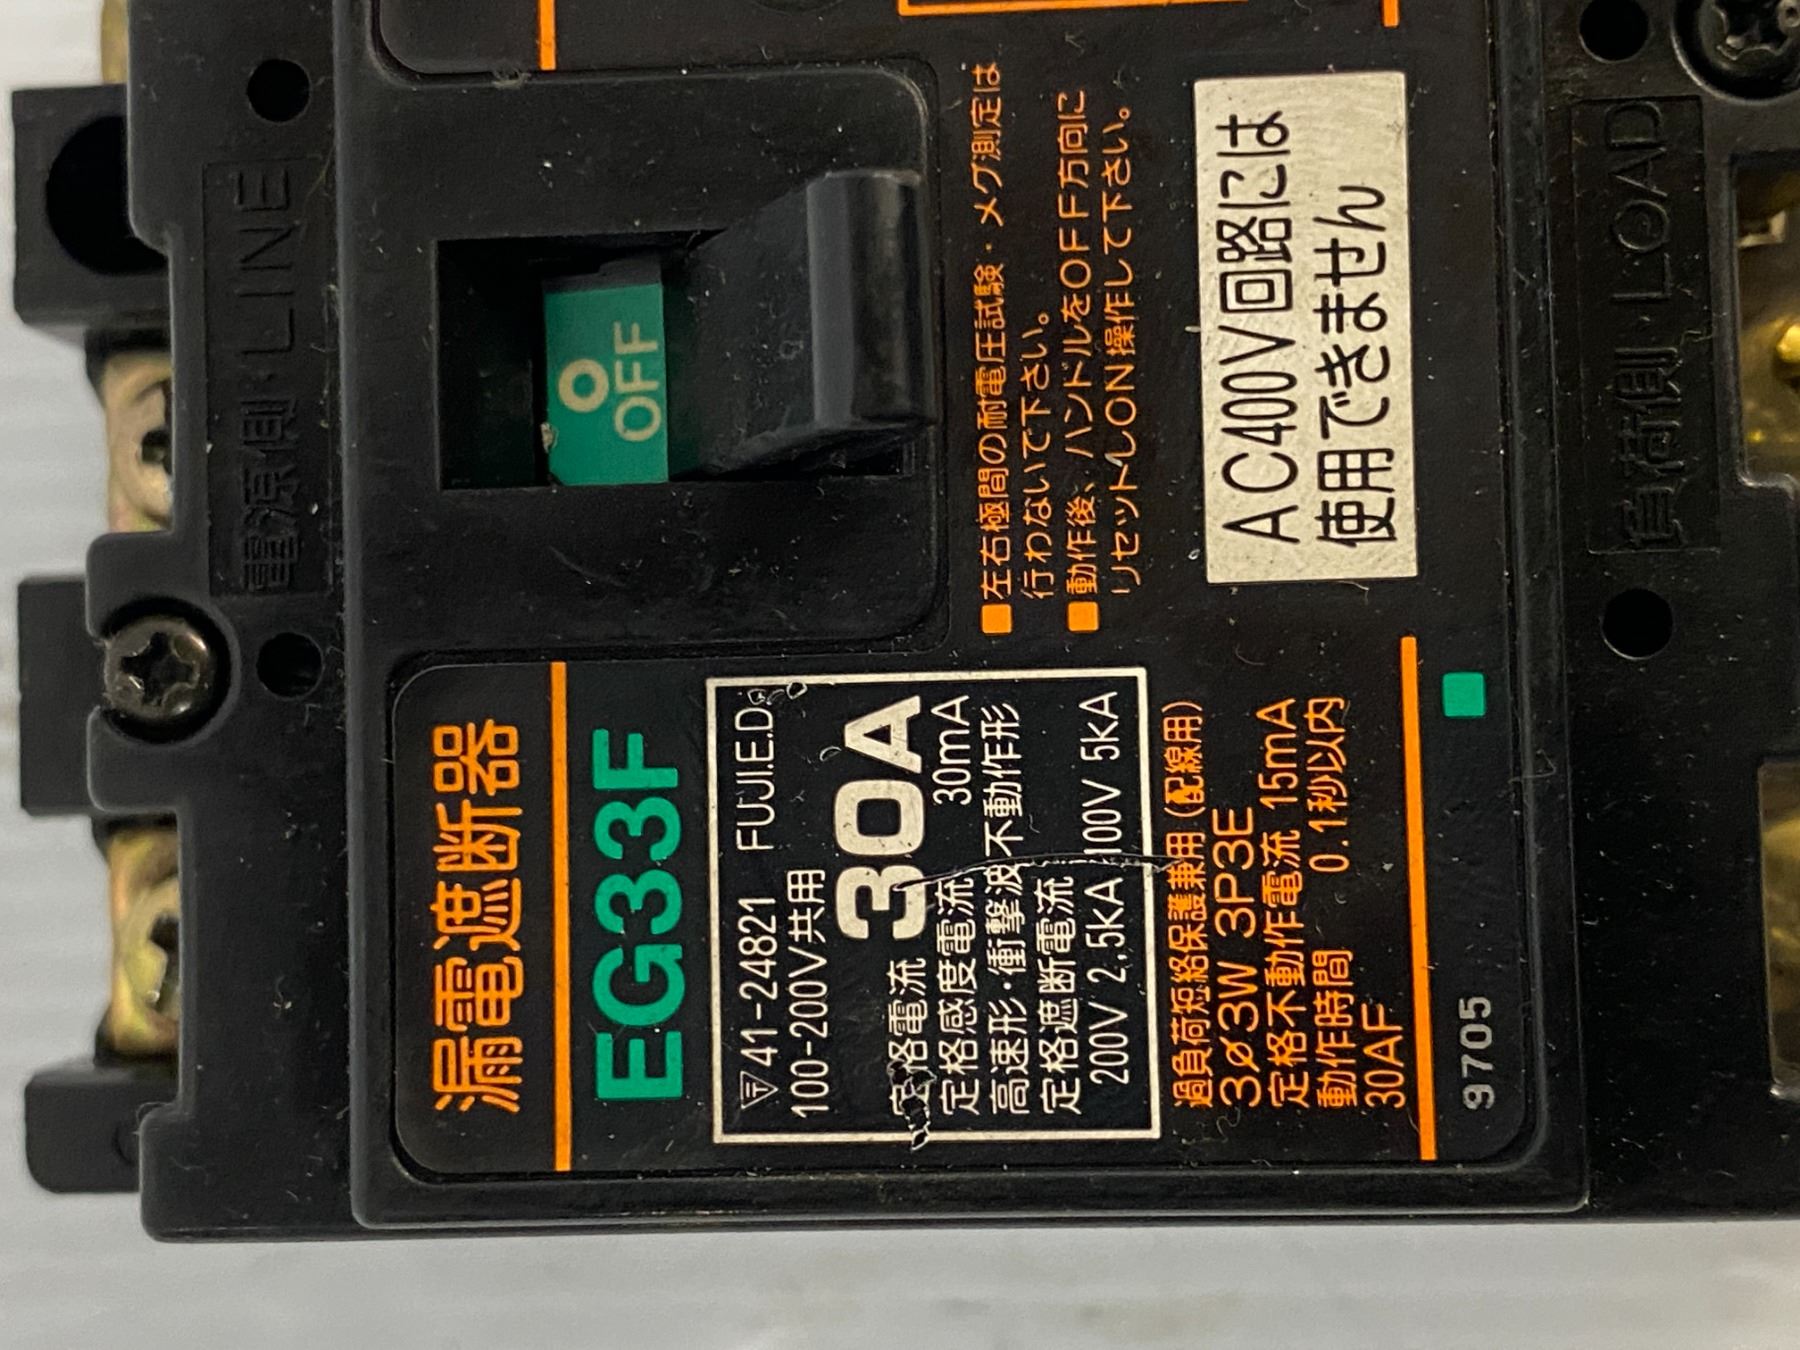 電源側・LINE
漏電遮断器
EG33F
41-24821 FUJI.E.D.
100-200V共用
定格電流 30A
定格感度電流 30mA
高速形・衝撃波不動作形
定格遮断電流
200V 2.5kA 100V 5kA
過負荷短絡保護兼用(配線用)
3ø3W 3P3E
定格不動作電流 15mA
動作時間 0.1秒以内
30AF
9705
OFF
■左右極間の耐電圧試験・メグ測定は
行わないで下さい。
■動作後、ハンドルをOFF方向に
リセットしON操作して下さい。
AC400V回路には
使用できません
負荷側・LOAD